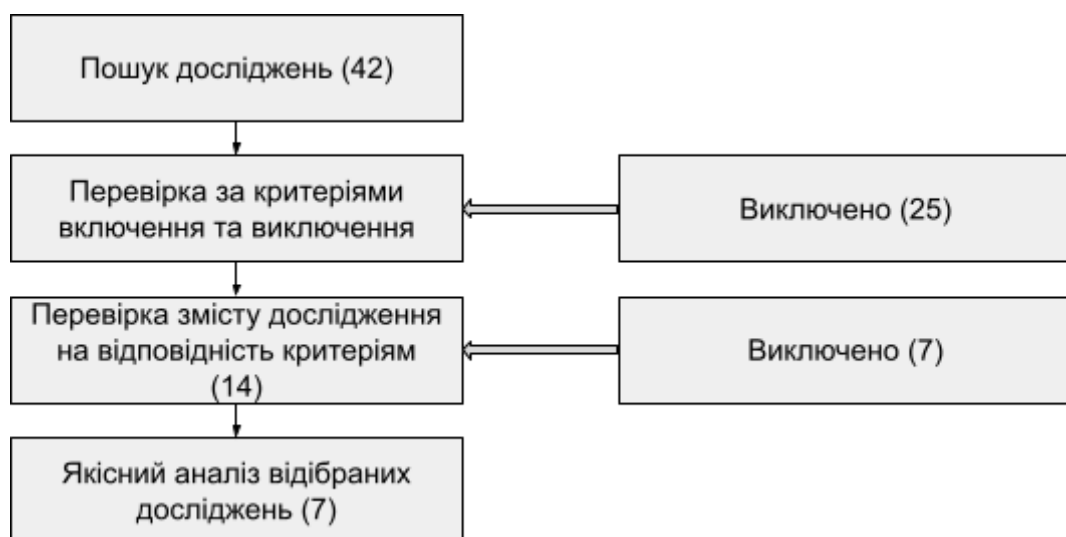 Пошук досліджень (42)
Перевірка за критеріями
включення та виключення
Виключено (25)
Перевірка змісту дослідження
на відповідність критеріям
(14)
Виключено (7)
Якісний аналіз відібраних
досліджень (7)